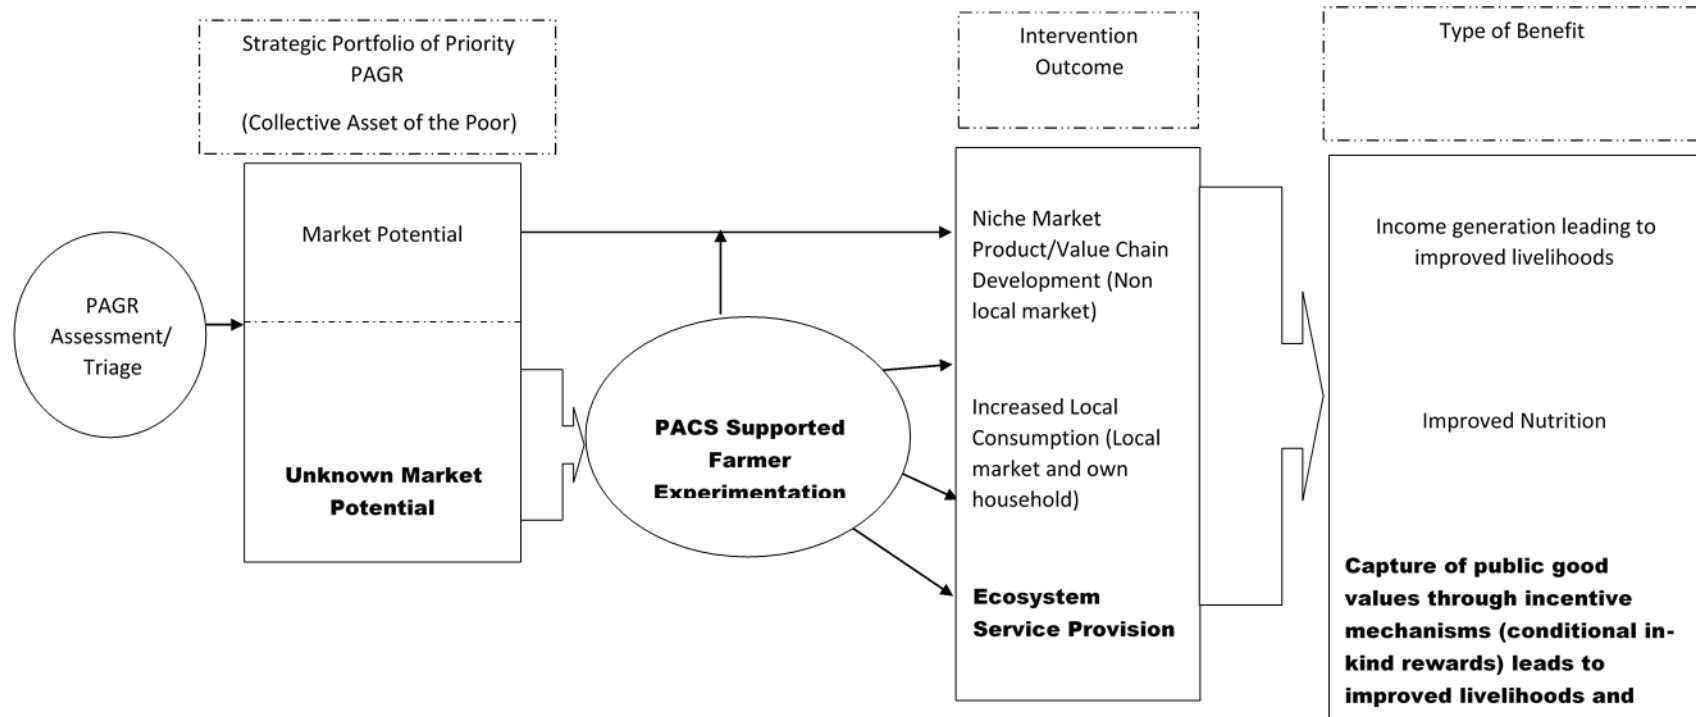 Strategic Portfolio of Priority
PAGR
(Collective Asset of the Poor)
Intervention
Outcome
Type of Benefit
PAGR
Assessment/
Triage
Market Potential
Unknown Market
Potential
PACS Supported
Farmer
Experimentation
Niche Market
Product/Value Chain
Development (Non
local market)
Increased Local
Consumption (Local
market and own
household)
Ecosystem
Service Provision
Income generation leading to
improved livelihoods
Improved Nutrition
Capture of public good
values through incentive
mechanisms (conditional in-
kind rewards) leads to
improved livelihoods and